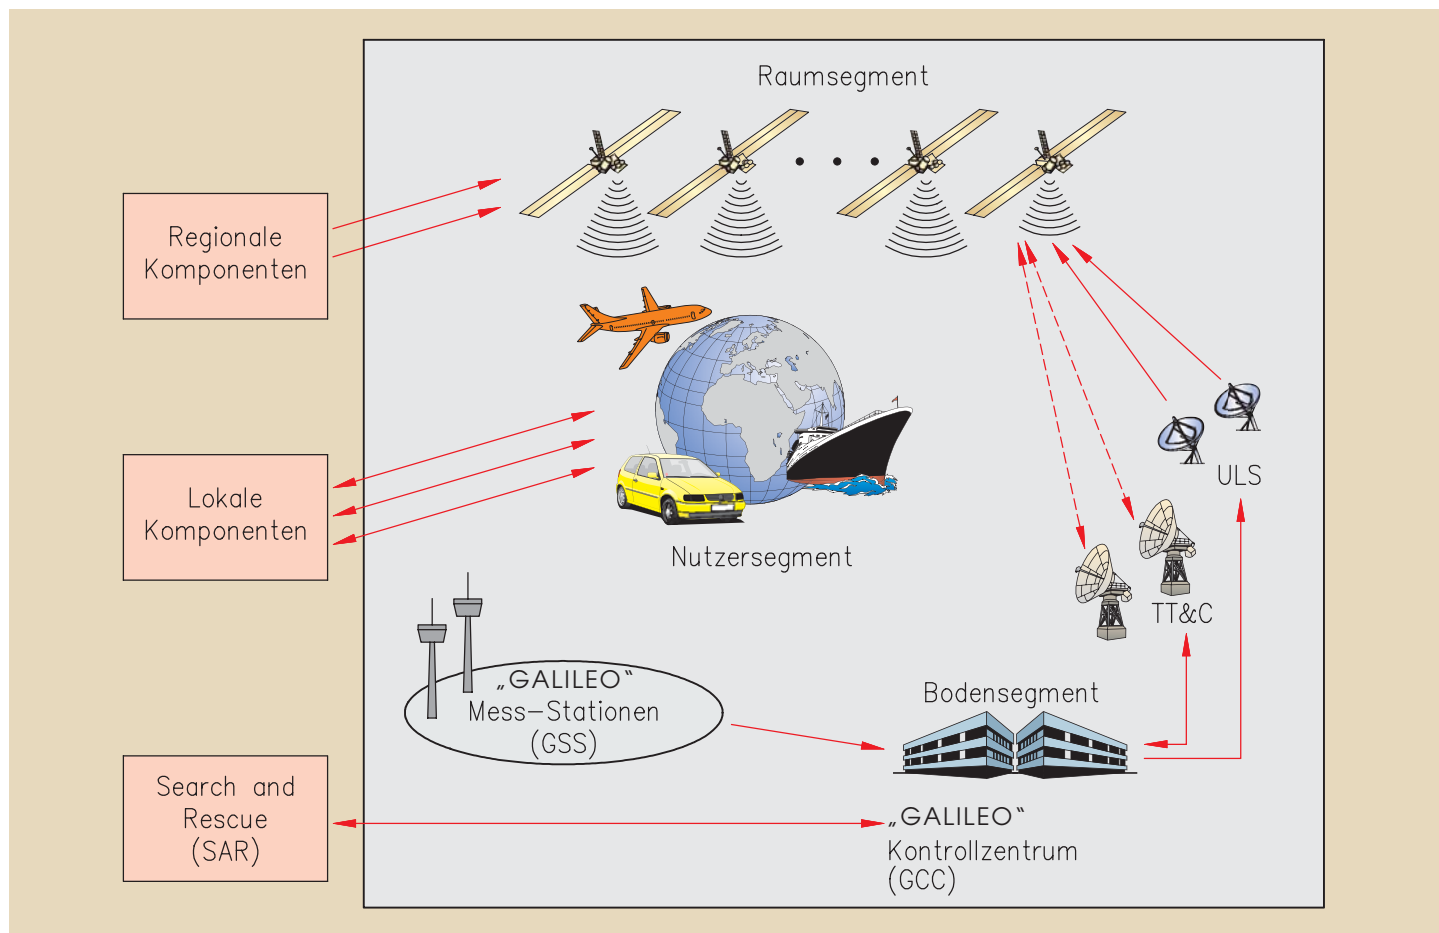 Raumsegment
Regionale
Komponenten
Lokale
Komponenten
ULS
Nutzersegment
TT&C
„GALILEO“
Mess-Stationen
(GSS)
Bodensegment
Search and
Rescue
(SAR)
„GALILEO“
Kontrollzentrum
(GCC)